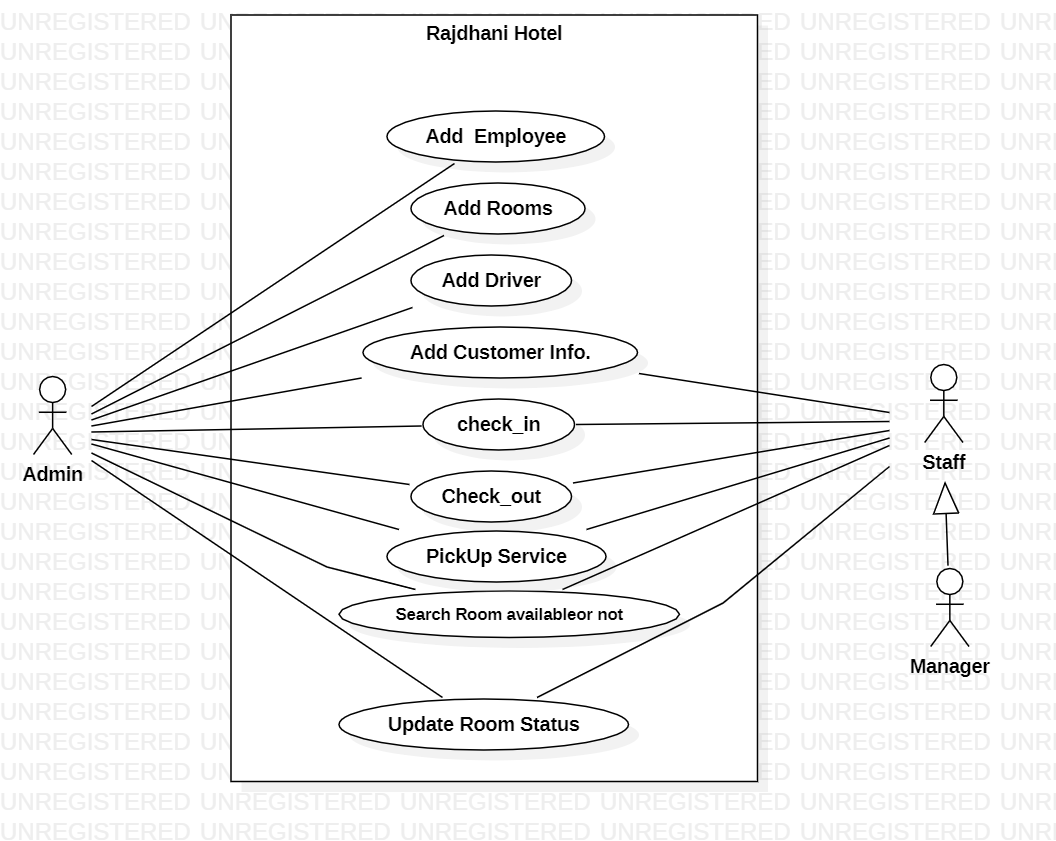 Rajdhani Hotel
Add  Employee
Add Rooms
Add Driver
Add Customer Info.
check_in
Check_out
PickUp Service
Search Room availableor not
Update Room Status
Admin
Staff
Manager
UNREGISTERED